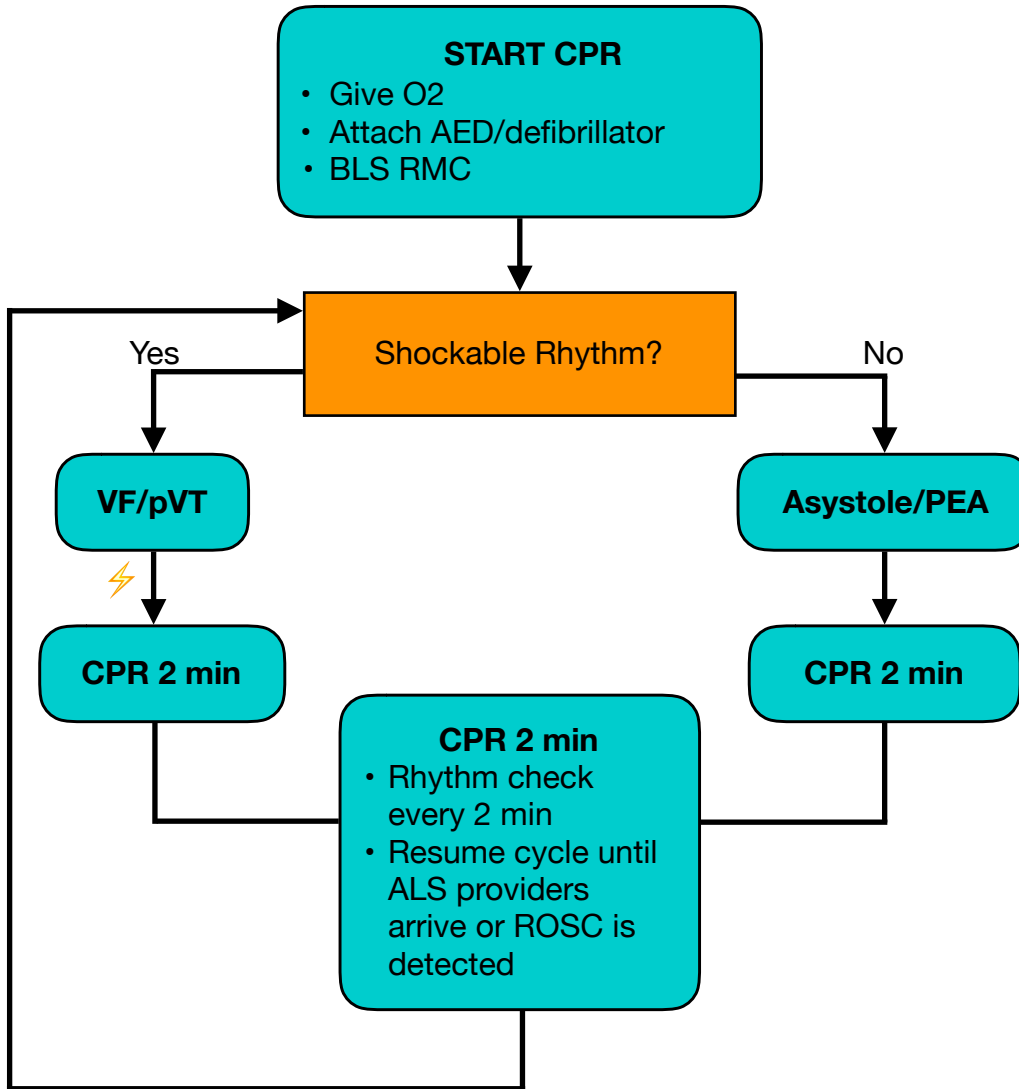 START CPR
• Give O2
• Attach AED/defibrillator
• BLS RMC
Shockable Rhythm?
Yes
No
VF/pVT
Asystole/PEA
CPR 2 min
CPR 2 min
CPR 2 min
• Rhythm check
every 2 min
• Resume cycle until
ALS providers
arrive or ROSC is
detected